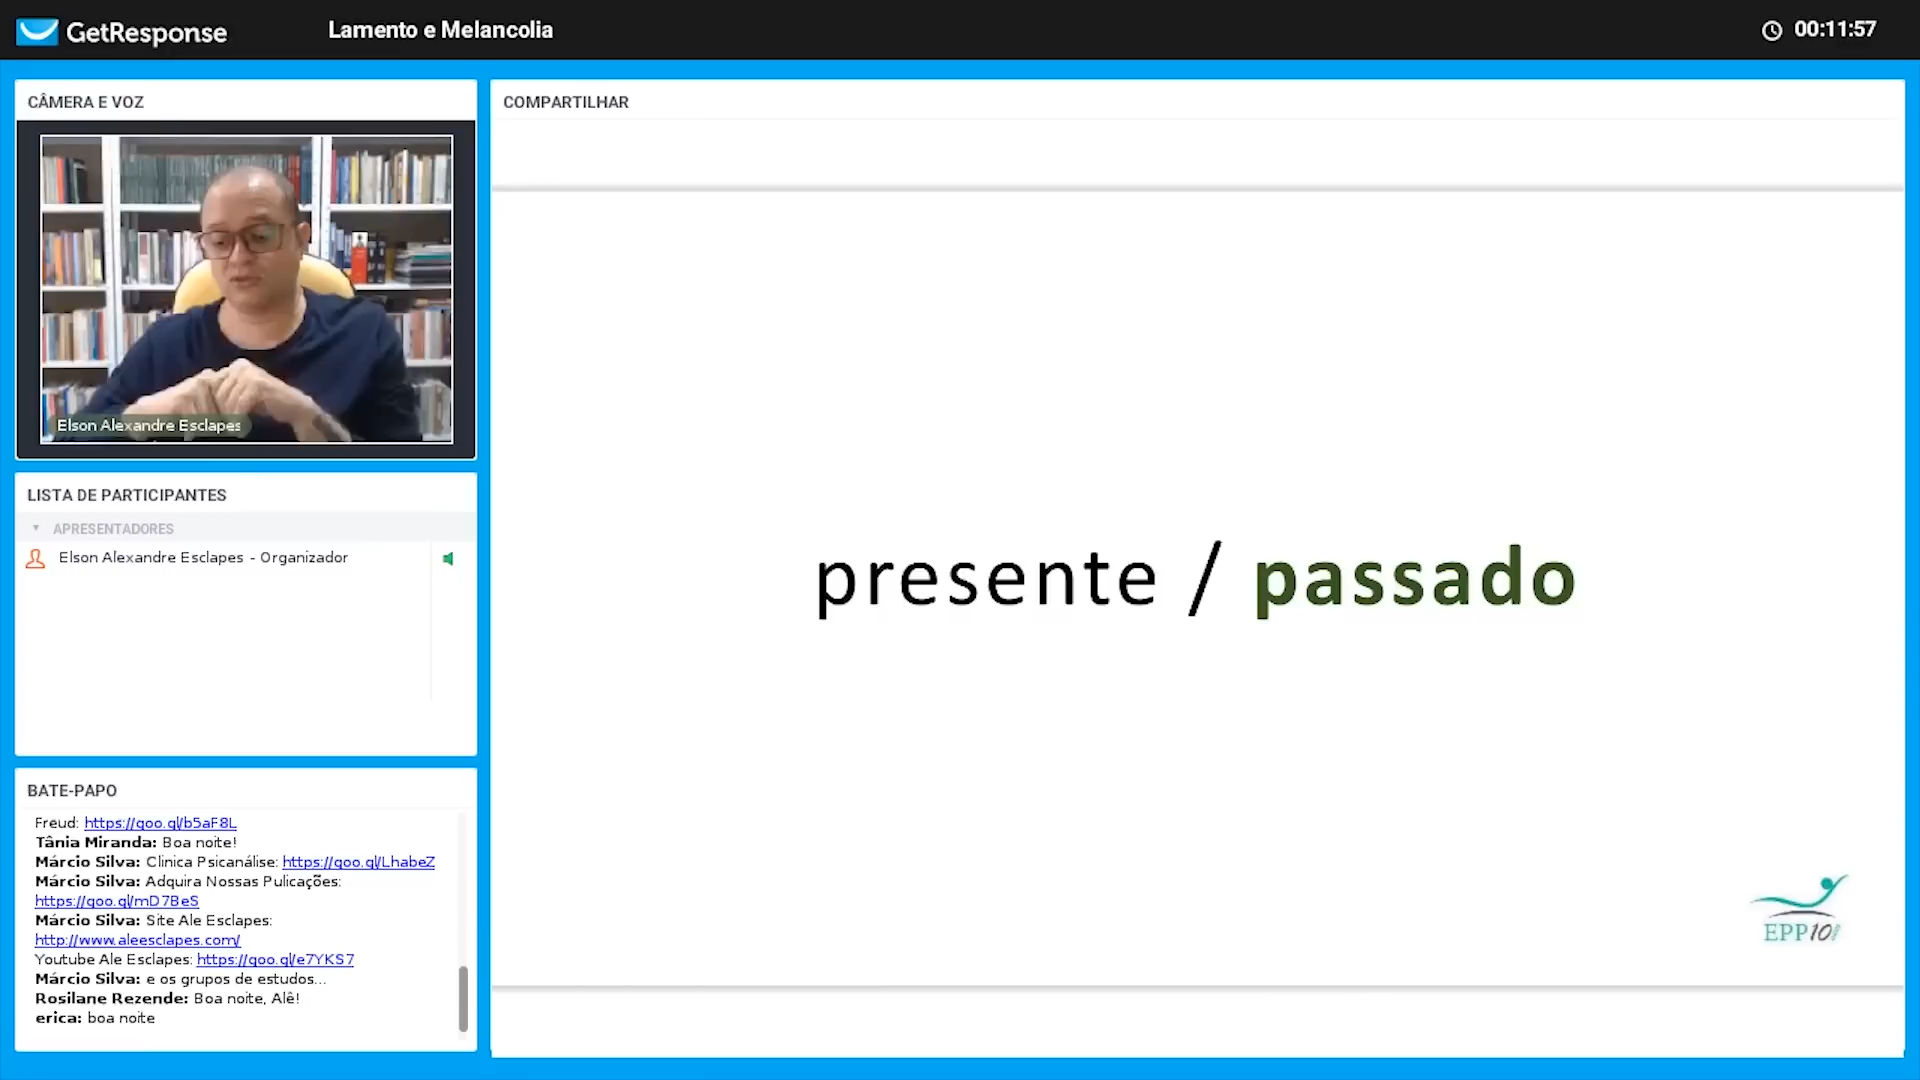 GetResponse
Lamento e Melancolia
00:11:57
CÂMERA E VOZ
Elson Alexandre Esclapes
LISTA DE PARTICIPANTES
APRESENTADORES
Elson Alexandre Esclapes - Organizador
BATE-PAPO
Freud: https://goo.gl/b5aF8L
Tânia Miranda: Boa noite!
Márcio Silva: Clinica Psicanálise: https://goo.gl/LhabeZ
Márcio Silva: Adquira Nossas Pulicações:
https://goo.gl/mD7BeS
Márcio Silva: Site Ale Esclapes:
http://www.aleesclapes.com/
Youtube Ale Esclapes: https://goo.gl/e7YKS7
Márcio Silva: e os grupos de estudos...
Rosilane Rezende: Boa noite, Alê!
erica: boa noite
COMPARTILHAR
presente / passado
EPP10